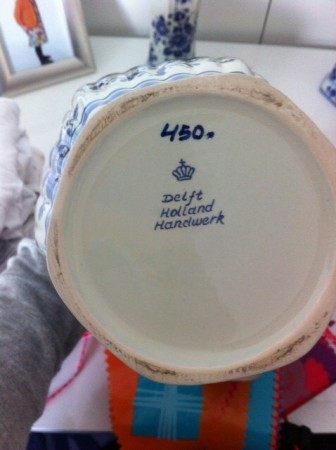 450.
Delft
Holland
Handwerk